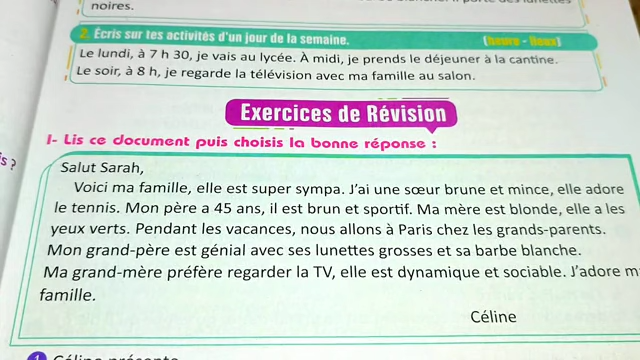 noires.
2. Écris sur tes activités d'un jour de la semaine. (heure - lieux)
Le lundi, à 7 h 30, je vais au lycée. À midi, je prends le déjeuner à la cantine.
Le soir, à 8 h, je regarde la télévision avec ma famille au salon.
Exercices de Révision
s ?
I- Lis ce document puis choisis la bonne réponse :
Salut Sarah,
Voici ma famille, elle est super sympa. J'ai une sœur brune et mince, elle adore
le tennis. Mon père a 45 ans, il est brun et sportif. Ma mère est blonde, elle a les
yeux verts. Pendant les vacances, nous allons à Paris chez les grands-parents.
Mon grand-père est génial avec ses lunettes grosses et sa barbe blanche.
Ma grand-mère préfère regarder la TV, elle est dynamique et sociable. J'adore m
famille.
Céline
1 Céline présente